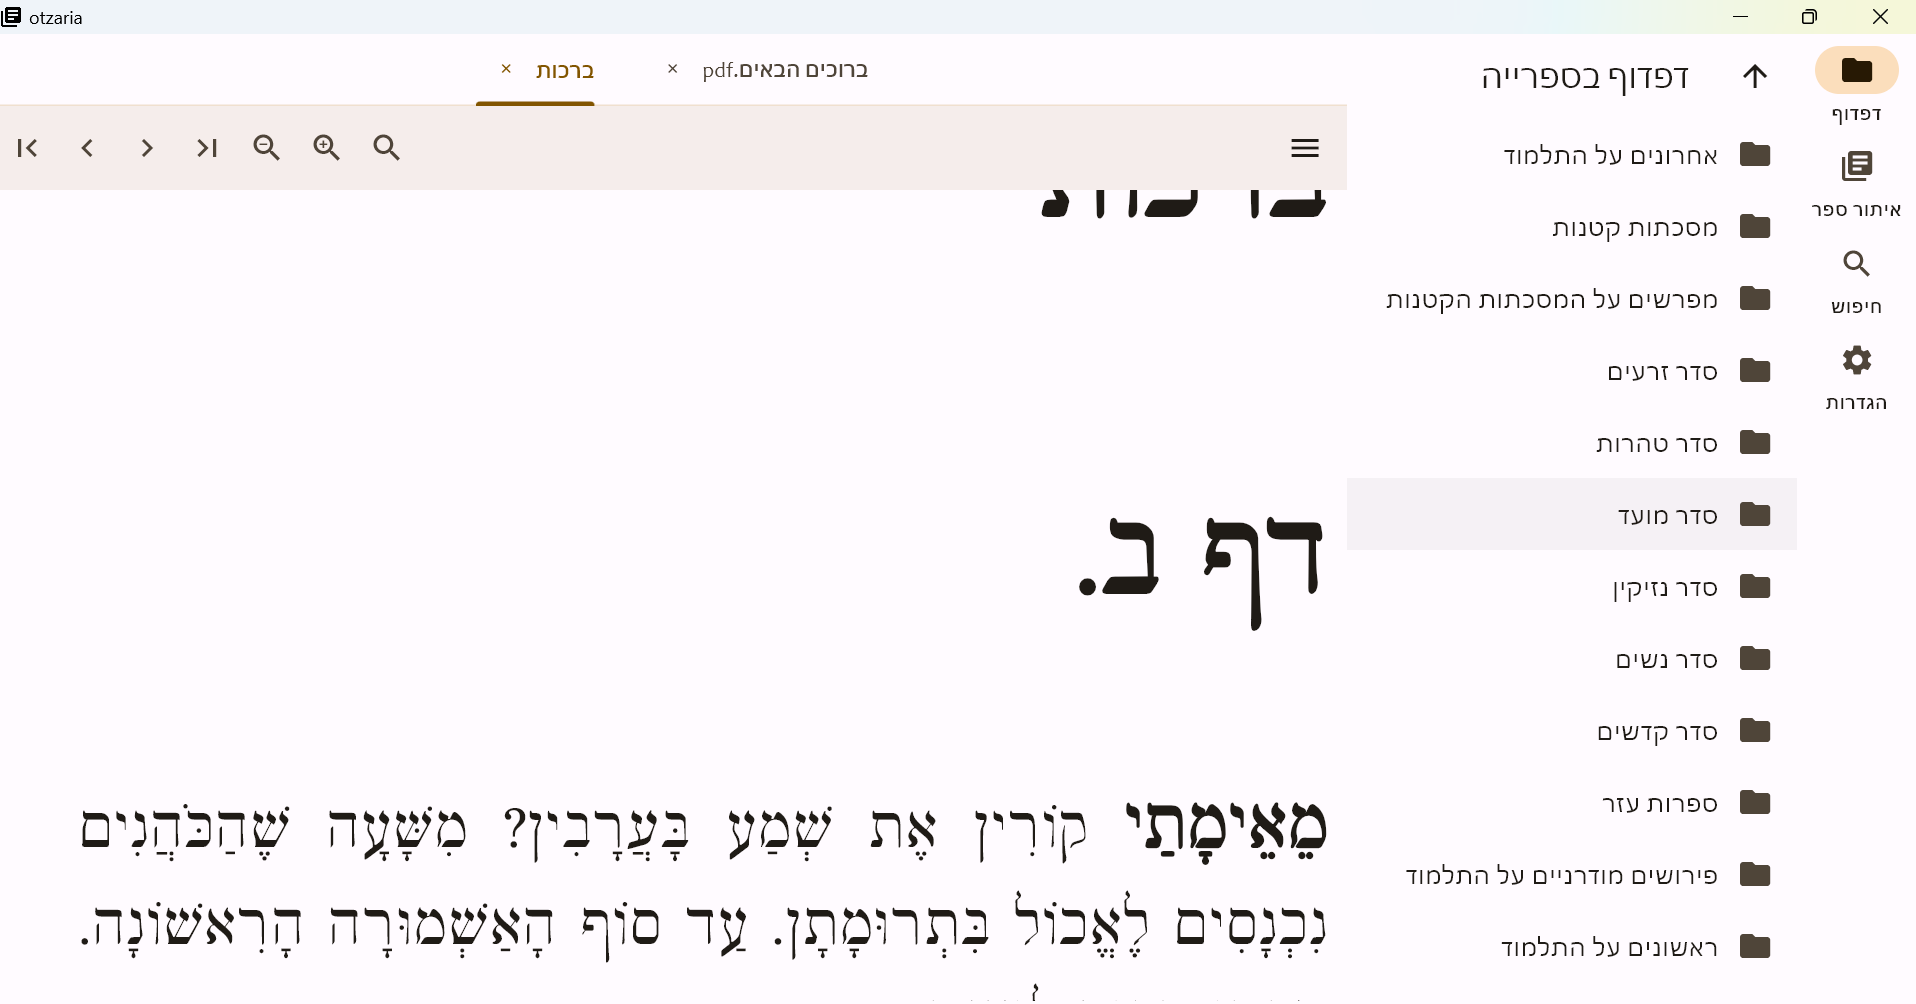 otzaria
דפדוף
איתור ספר
חיפוש
הגדרות
דפדוף בספרייה
אחרונים על התלמוד
מסכתות קטנות
מפרשים על המסכתות הקטנות
סדר זרעים
סדר טהרות
סדר מועד
סדר נזיקין
סדר נשים
סדר קדשים
ספרות עזר
פירושים מודרניים על התלמוד
ראשונים על התלמוד
ברוכים הבאים.pdf
ברכות
ברכות
דף ב.
מֵאֵימָתַי קוֹרִין אֶת שְׁמַע בָּעֲרָבִין? מִשָּׁעָה שֶׁהַכֹּהֲנִים
נִכְנָסִים לֶאֱכוֹל בִּתְרוּמָתָן. עַד סוֹף הָאַשְׁמוּרָה הָרִאשׁוֹנָה.